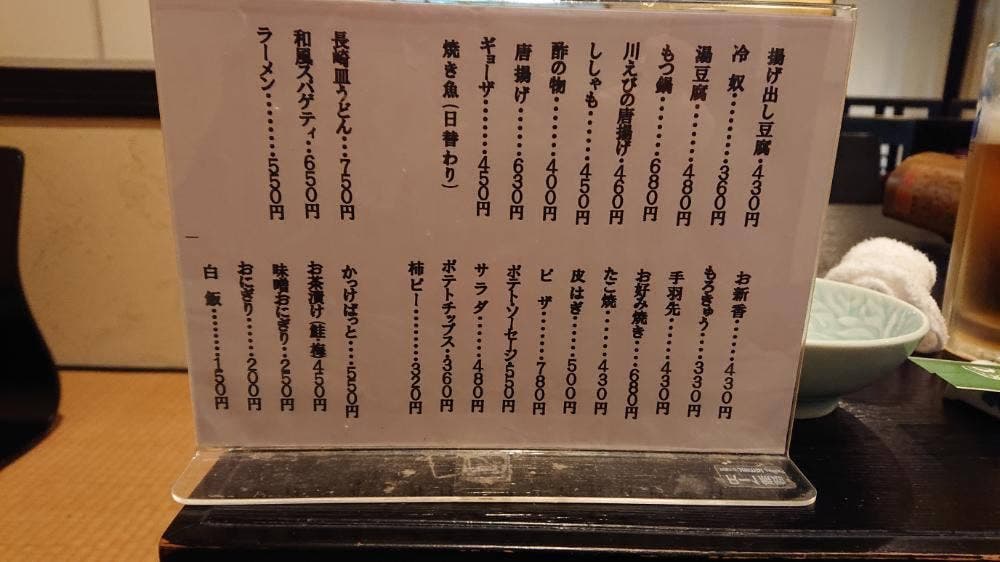 揚げ出し豆腐・430円
冷 奴・・・・・・・360円
湯豆腐・・・・・・480円
もつ鍋・・・・・・680円
川えびの唐揚げ・460円
ししゃも・・・・・450円
酢の物・・・・・・400円
唐揚げ・・・・・・630円
ギョーザ・・・・・450円
焼き魚(日替わり)
長崎皿うどん・・750円
和風スパゲティ・650円
ラーメン・・・・・・550円
お新香・・・・・430円
もろきゅう・・・330円
手羽先・・・・・430円
お好み焼き・・・680円
たこ焼・・・・・430円
皮はぎ・・・・・500円
ピ ザ・・・・・・780円
ポテト・ソーセージ550円
サラダ・・・・・480円
ポテトチップス・360円
柿ピー・・・・・・320円
かっけばっと・・・550円
お茶漬け(鮭・梅)450円
味噌おにぎり・・250円
おにぎり・・・・・200円
白 飯・・・・・・・150円